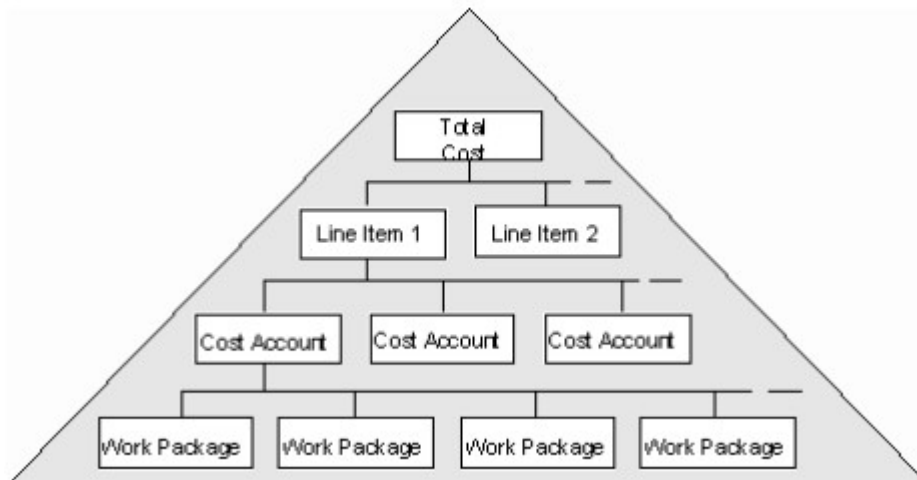 Total
Cost
Line Item 1
Line Item 2
Cost Account
Cost Account
Cost Account
Work Package
Work Package
Work Package
Work Package